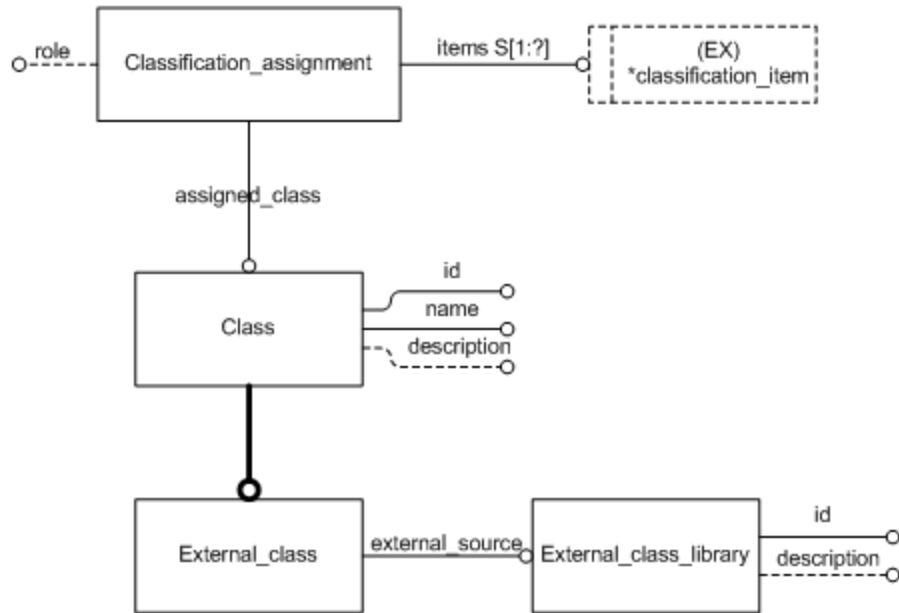 role
Classification_assignment
items S[1:?]
(EX)
*classification_item
assigned_class
Class
id
name
description
External_class
external_source
External_class_library
id
description